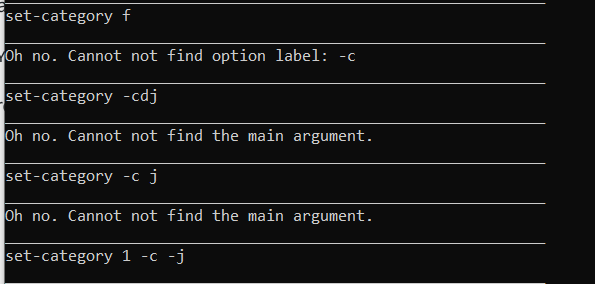 set-category f
Oh no. Cannot not find option label: -c
set-category -cdj
Oh no. Cannot not find the main argument.
set-category -c j
Oh no. Cannot not find the main argument.
set-category 1 -c -j